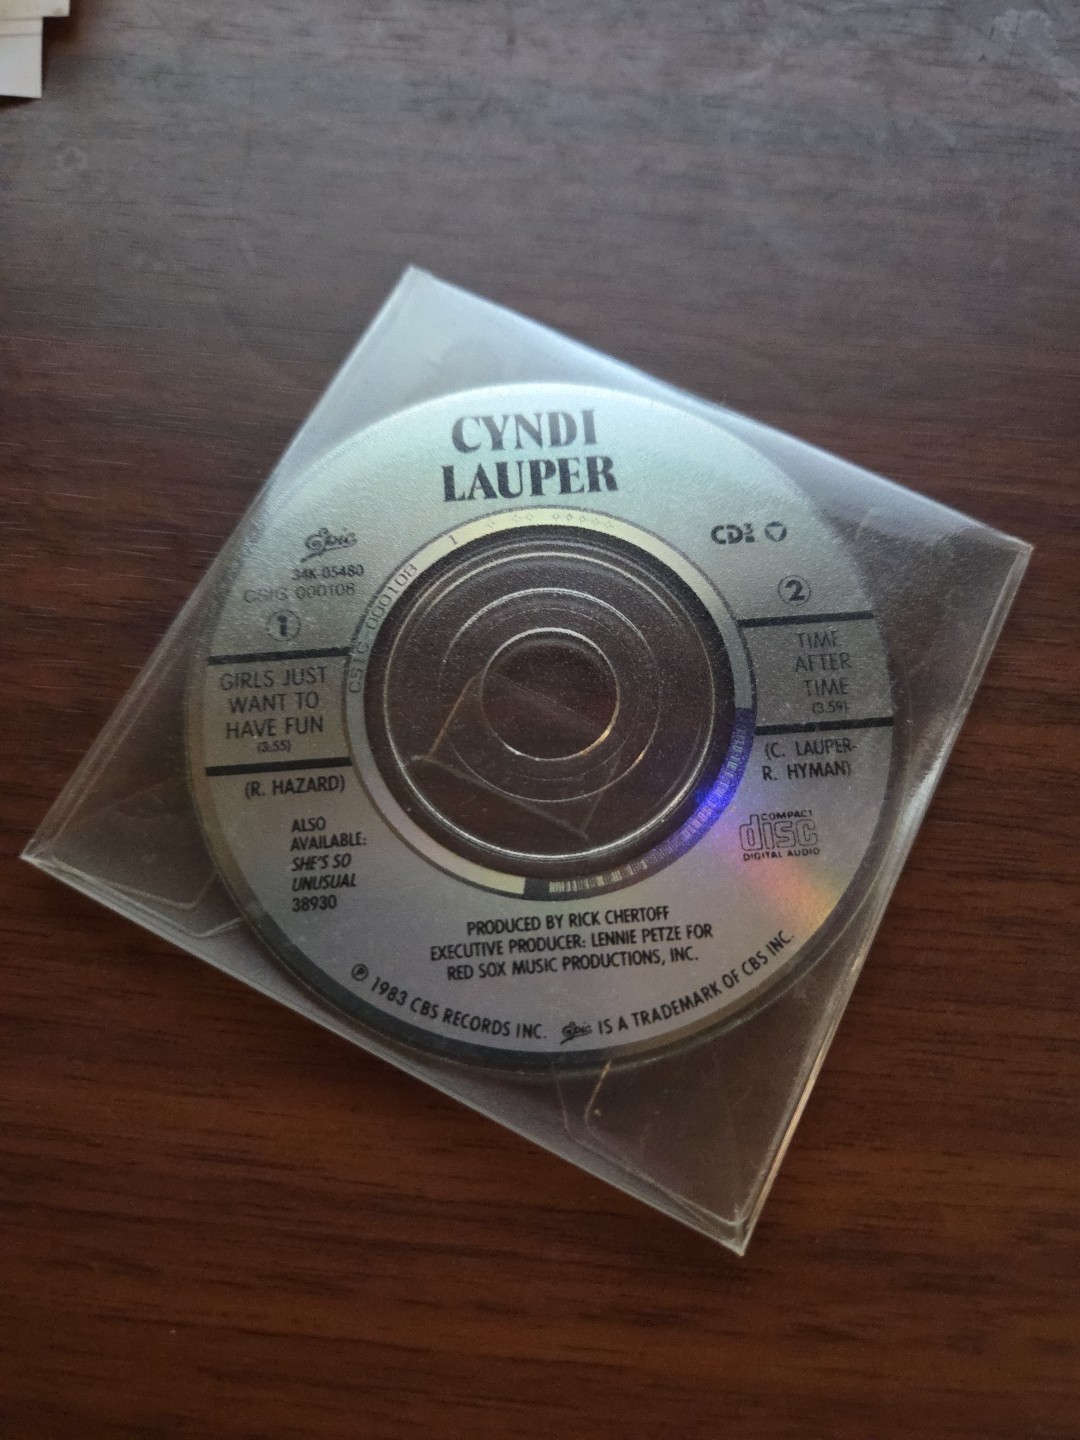 CYNDI
LAUPER
Epic
34K-05480
CSIG 000108
1
GIRLS JUST
WANT TO
HAVE FUN
(3:55)
(R. HAZARD)
ALSO
AVAILABLE:
SHE'S SO
UNUSUAL
38930
CD3
2
TIME
AFTER
TIME
(3:59)
(C. LAUPER-
R. HYMAN)
COMPACT
disc
DIGITAL AUDIO
PRODUCED BY RICK CHERTOFF
EXECUTIVE PRODUCER: LENNIE PETZE FOR
RED SOX MUSIC PRODUCTIONS, INC.
℗ 1983 CBS RECORDS INC. Epic IS A TRADEMARK OF CBS INC.
CSIG 00010B 1